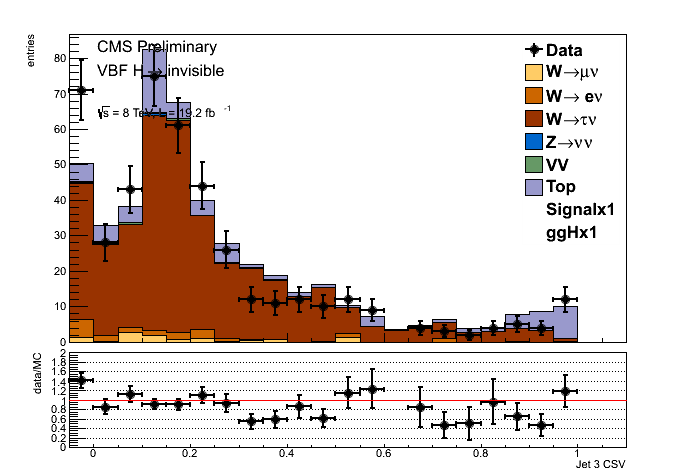 entries
CMS Preliminary
VBF H→ invisible
√s = 8 TeV, L = 19.2 fb⁻¹
Data
W→μν
W→ eν
W→τν
Z→νν
VV
Top
Signalx1
ggHx1
80
70
60
50
40
30
20
10
0
data/MC
2
1.8
1.6
1.4
1.2
1
0.8
0.6
0.4
0.2
0
0 0.2 0.4 0.6 0.8 1
Jet 3 CSV